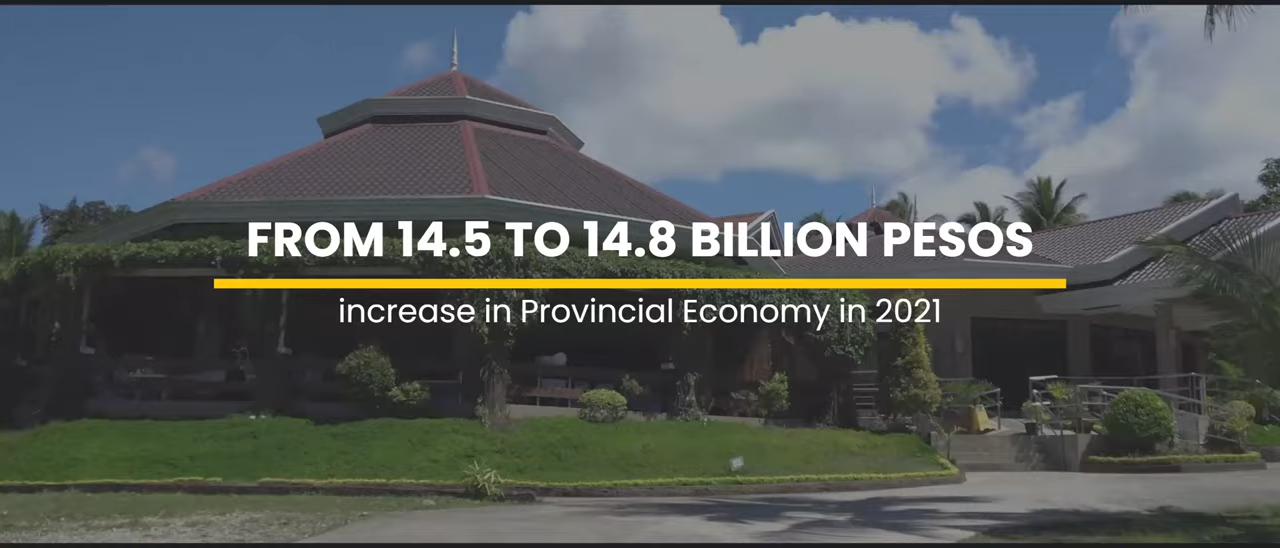 FROM 14.5 TO 14.8 BILLION PESOS
increase in Provincial Economy in 2021